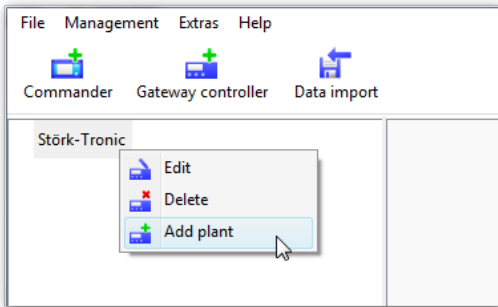 File Management Extras Help
Commander Gateway controller Data import
Störk-Tronic
Edit
Delete
Add plant